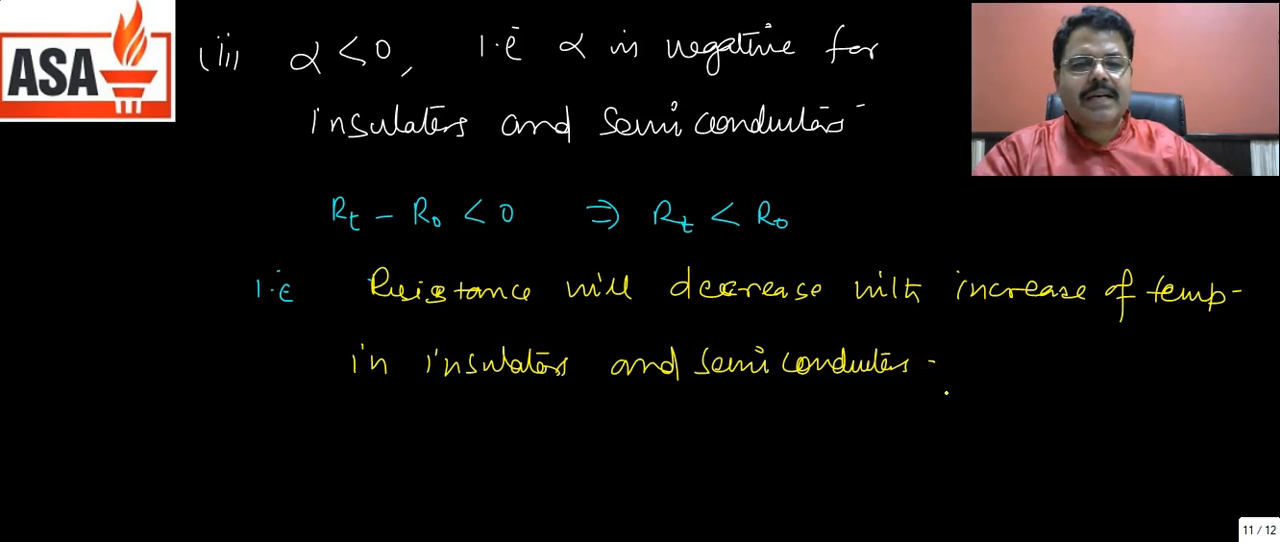 ASA
(ii) α < 0, i.e α is negative for
insulators and semiconductors
Rt - R0 < 0 ⇒ Rt < R0
i.e Resistance will decrease with increase of temp-
in insulators and semiconductors -
11 / 12